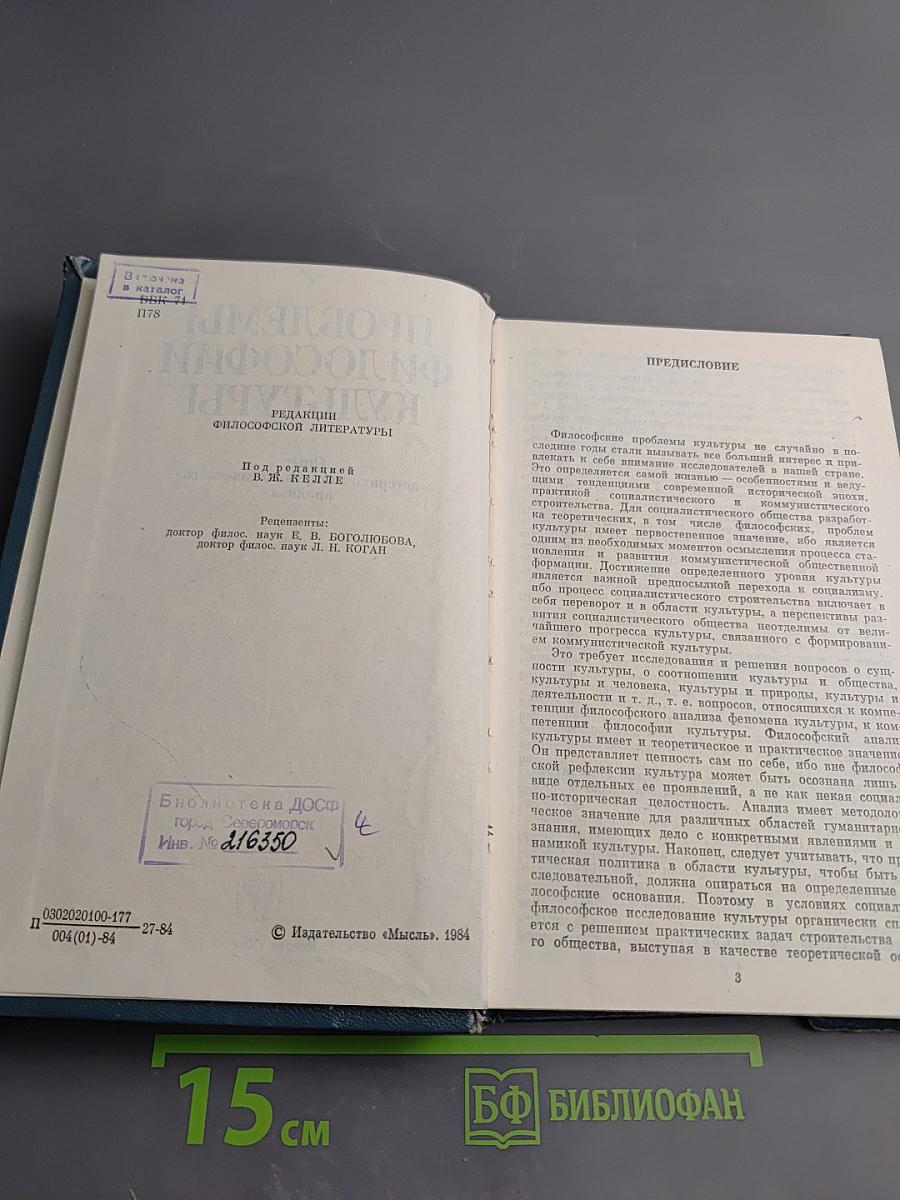 Включена
в каталог
ББК 71
П78
РЕДАКЦИИ
ФИЛОСОФСКОЙ ЛИТЕРАТУРЫ
Под редакцией
В. Ж. КЕЛЛЕ
Рецензенты:
доктор филос. наук Е. В. БОГОЛЮБОВА,
доктор филос. наук Л. Н. КОГАН
Библиотека ДОСФ
город Североморск
Инв. № 216350
П 0302020100-177 27-84
004(01)-84
© Издательство «Мысль». 1984
ПРЕДИСЛОВИЕ
Философские проблемы культуры не случайно в по-
следние годы стали вызывать все больший интерес и при-
влекать к себе внимание исследователей в нашей стране.
Это определяется самой жизнью — особенностями и веду-
щими тенденциями современной исторической эпохи,
практикой социалистического и коммунистического
строительства. Для социалистического общества разработ-
ка теоретических, в том числе философских, проблем
культуры имеет первостепенное значение, ибо является
одним из необходимых моментов осмысления процесса ста-
новления и развития коммунистической общественной
формации. Достижение определенного уровня культуры
является важной предпосылкой перехода к социализму,
ибо процесс социалистического строительства включает в
себя переворот и в области культуры, а перспективы раз-
вития социалистического общества неотделимы от вели-
чайшего прогресса культуры, связанного с формировани-
ем коммунистической культуры.
Это требует исследования и решения вопросов о сущ-
ности культуры, о соотношении культуры и общества,
культуры и человека, культуры и природы, культуры и
деятельности и т. д., т. е. вопросов, относящихся к компе-
тенции философского анализа феномена культуры, к ком-
петенции философии культуры. Философский анали
культуры имеет и теоретическое и практическое значение
Он представляет ценность сам по себе, ибо вне философ
ской рефлексии культура может быть осознана лишь
виде отдельных ее проявлений, а не как некая социал
но-историческая целостность. Анализ имеет методоло
ческое значение для различных областей гуманитарн
знания, имеющих дело с конкретными явлениями и
намикой культуры. Наконец, следует учитывать, что пр
тическая политика в области культуры, чтобы быть
следовательной, должна опираться на определенные
лософские основания. Поэтому в условиях социал
философское исследование культуры органически сп
ется с решением практических задач строительства
го общества, выступая в качестве теоретической ос
3
15 см
БФ БИБЛИОФАН